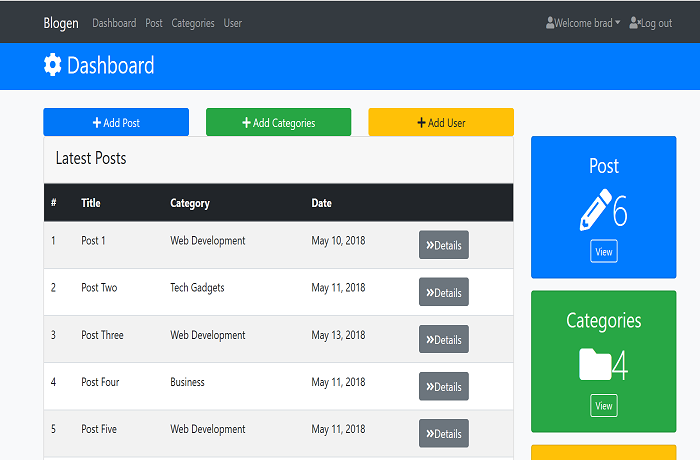 Blogen Dashboard Post Categories User Welcome brad Log out
Dashboard
Add Post Add Categories Add User
Latest Posts
# Title Category Date
1 Post 1 Web Development May 10, 2018 Details
2 Post Two Tech Gadgets May 11, 2018 Details
3 Post Three Web Development May 13, 2018 Details
4 Post Four Business May 11, 2018 Details
5 Post Five Web Development May 11, 2018 Details
Post
6
View
Categories
4
View